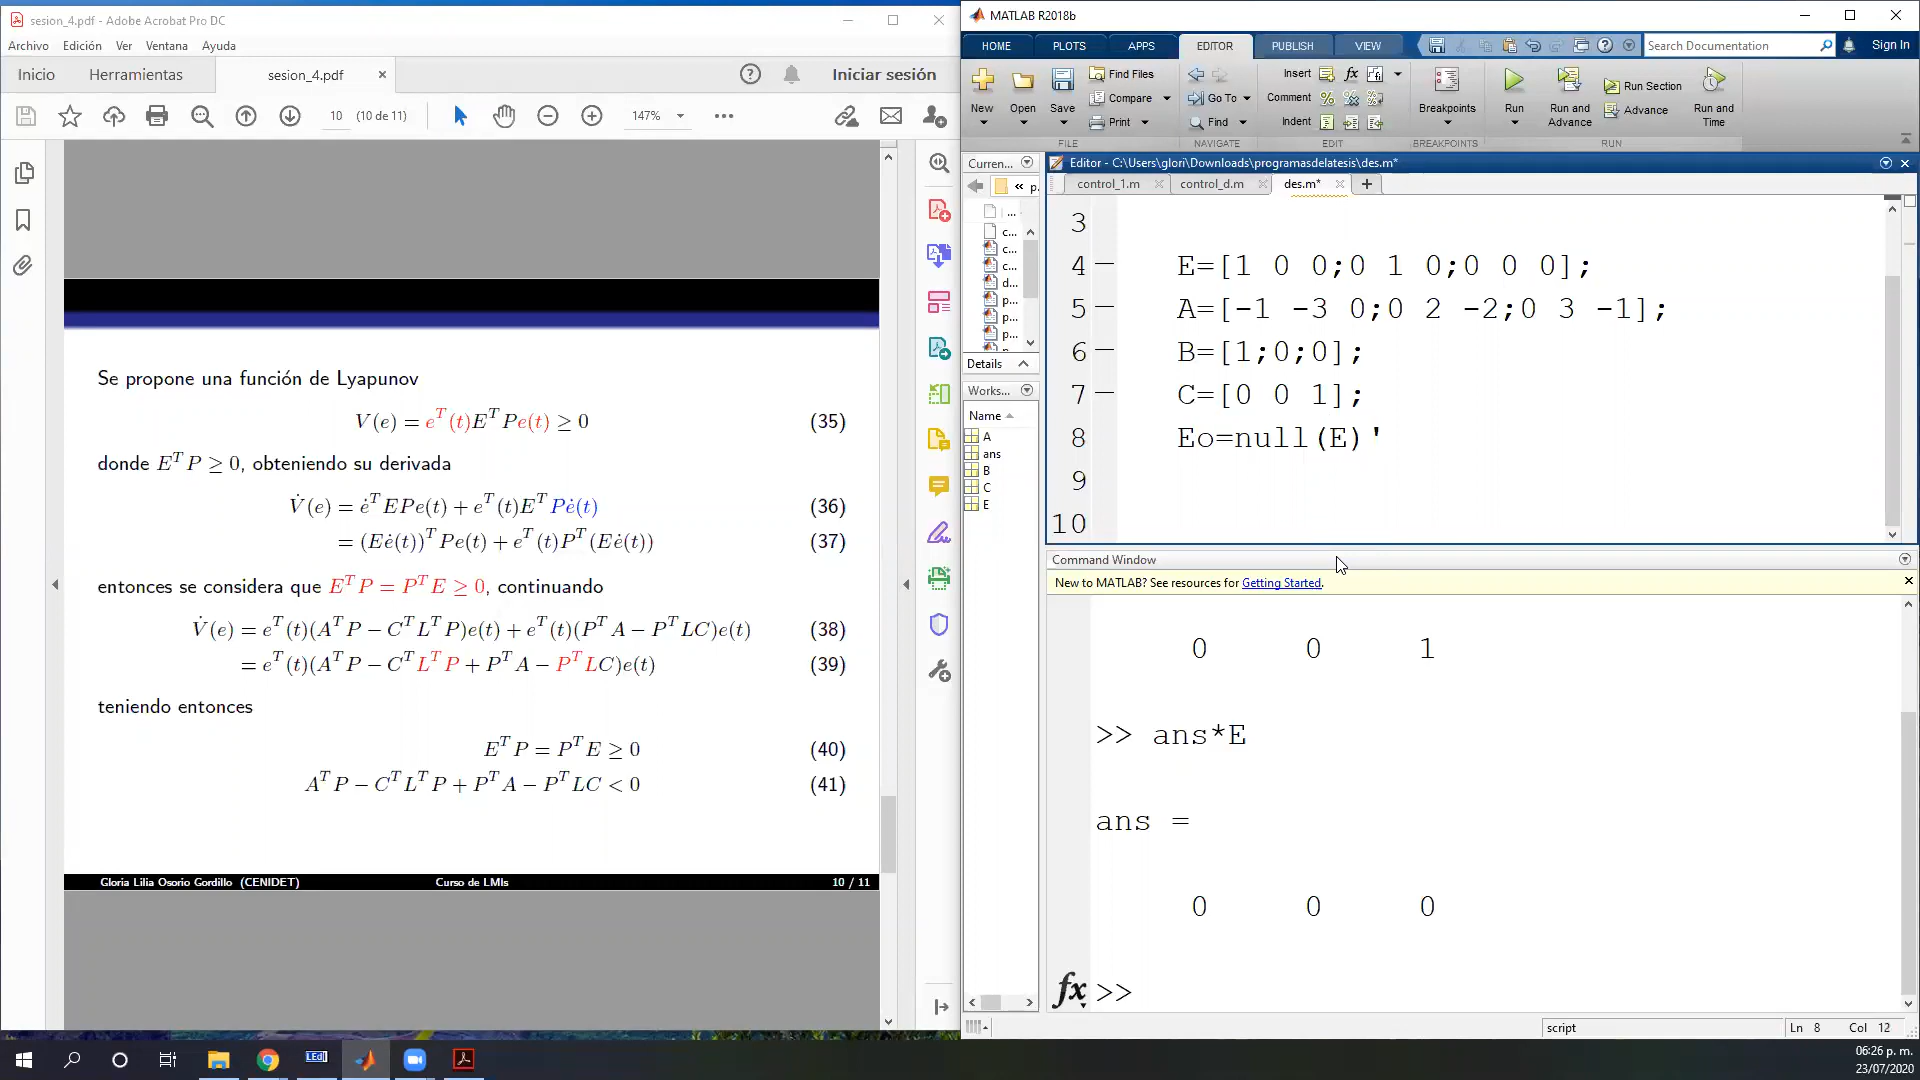 sesion_4.pdf - Adobe Acrobat Pro DC
Archivo Edición Ver Ventana Ayuda
Inicio Herramientas sesion_4.pdf × Iniciar sesión
10 (10 de 11) 147%
Se propone una función de Lyapunov
V(e) = e^T(t)E^T Pe(t) ≥ 0 (35)
donde E^T P ≥ 0, obteniendo su derivada
V̇(e) = ė^T EPe(t) + e^T(t)E^T Pė(t) (36)
= (Eė(t))^T Pe(t) + e^T(t)P^T(Eė(t)) (37)
entonces se considera que E^T P = P^T E ≥ 0, continuando
V̇(e) = e^T(t)(A^T P − C^T L^T P)e(t) + e^T(t)(P^T A − P^T LC)e(t) (38)
= e^T(t)(A^T P − C^T L^T P + P^T A − P^T LC)e(t) (39)
teniendo entonces
E^T P = P^T E ≥ 0 (40)
A^T P − C^T L^T P + P^T A − P^T LC < 0 (41)
Gloria Lilia Osorio Gordillo (CENIDET) Curso de LMIs 10 / 11
MATLAB R2018b
HOME PLOTS APPS EDITOR PUBLISH VIEW Search Documentation Sign In
New Open Save Find Files Compare Print
Go To Find
Insert fx
Comment
Indent
Breakpoints Run Run and Advance Run Section Advance Run and Time
FILE NAVIGATE EDIT BREAKPOINTS RUN
Curren...
« p.
...
c...
c...
c...
d...
p...
p...
p...
Details
Works...
Name
A
ans
B
C
E
Editor - C:\Users\glori\Downloads\programasdelatesis\des.m*
control_1.m control_d.m des.m* +
3
4 E=[1 0 0;0 1 0;0 0 0];
5 A=[-1 -3 0;0 2 -2;0 3 -1];
6 B=[1;0;0];
7 C=[0 0 1];
8 Eo=null(E)'
9
10
Command Window
New to MATLAB? See resources for Getting Started.
0 0 1
>> ans*E
ans =
0 0 0
fx >>
script Ln 8 Col 12
LEdi
06:26 p. m.
23/07/2020